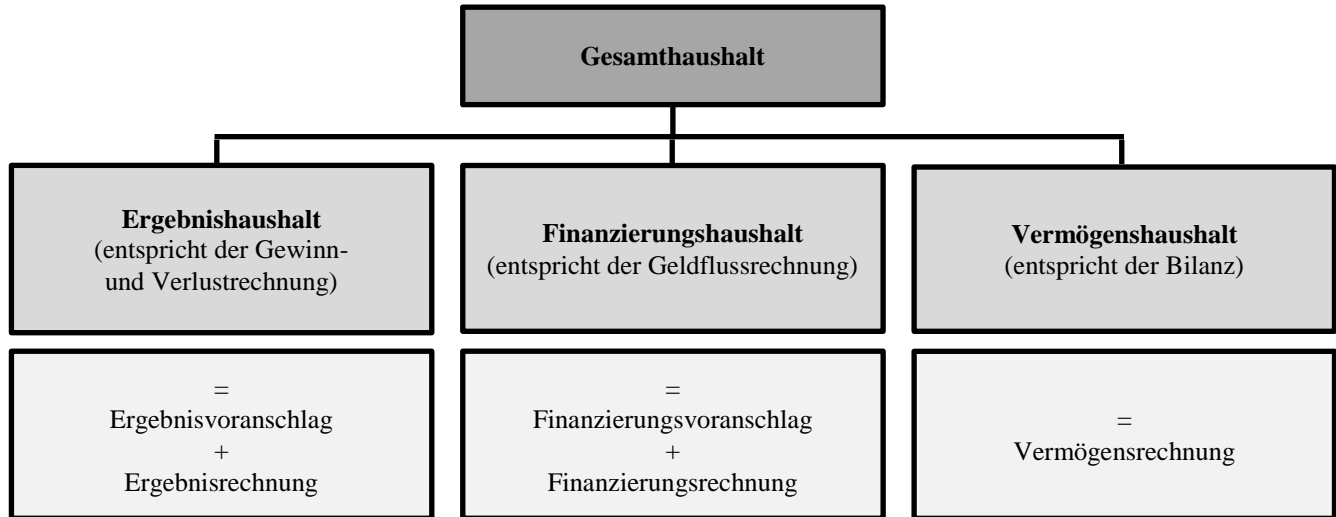 Gesamthaushalt
Ergebnishaushalt
(entspricht der Gewinn-
und Verlustrechnung)
Finanzierungshaushalt
(entspricht der Geldflussrechnung)
Vermögenshaushalt
(entspricht der Bilanz)
=
Ergebnisvoranschlag
+
Ergebnisrechnung
=
Finanzierungsvoranschlag
+
Finanzierungsrechnung
=
Vermögensrechnung